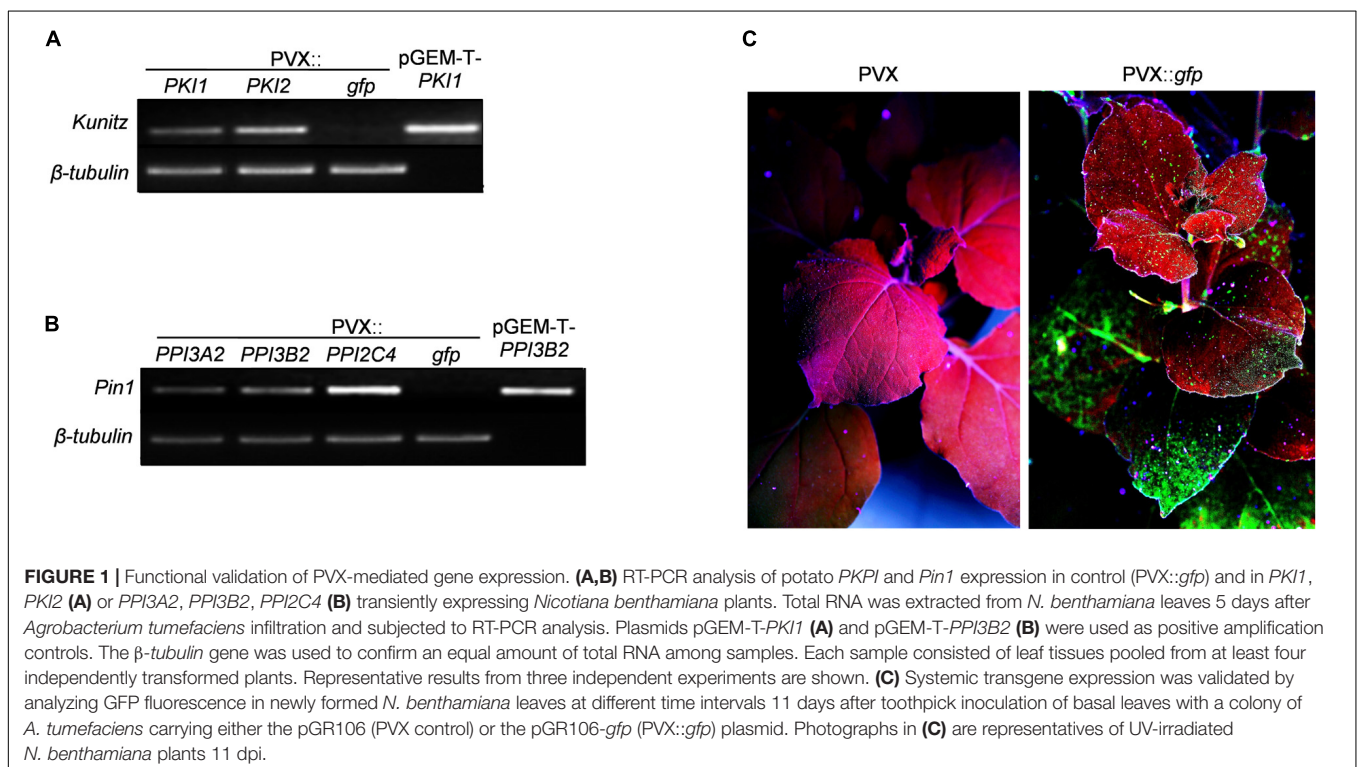 A
PVX::
pGEM-T-
PKI1
PKI2
gfp
PKI1
Kunitz
β-tubulin
B
PVX::
pGEM-T-
PPI3A2
PPI3B2
PPI2C4
gfp
PPI3B2
Pin1
β-tubulin
C
PVX
PVX::gfp
FIGURE 1 | Functional validation of PVX-mediated gene expression. (A,B) RT-PCR analysis of potato PKPI and Pin1 expression in control (PVX::gfp) and in PKI1,
PKI2 (A) or PPI3A2, PPI3B2, PPI2C4 (B) transiently expressing Nicotiana benthamiana plants. Total RNA was extracted from N. benthamiana leaves 5 days after
Agrobacterium tumefaciens infiltration and subjected to RT-PCR analysis. Plasmids pGEM-T-PKI1 (A) and pGEM-T-PPI3B2 (B) were used as positive amplification
controls. The β-tubulin gene was used to confirm an equal amount of total RNA among samples. Each sample consisted of leaf tissues pooled from at least four
independently transformed plants. Representative results from three independent experiments are shown. (C) Systemic transgene expression was validated by
analyzing GFP fluorescence in newly formed N. benthamiana leaves at different time intervals 11 days after toothpick inoculation of basal leaves with a colony of
A. tumefaciens carrying either the pGR106 (PVX control) or the pGR106-gfp (PVX::gfp) plasmid. Photographs in (C) are representatives of UV-irradiated
N. benthamiana plants 11 dpi.